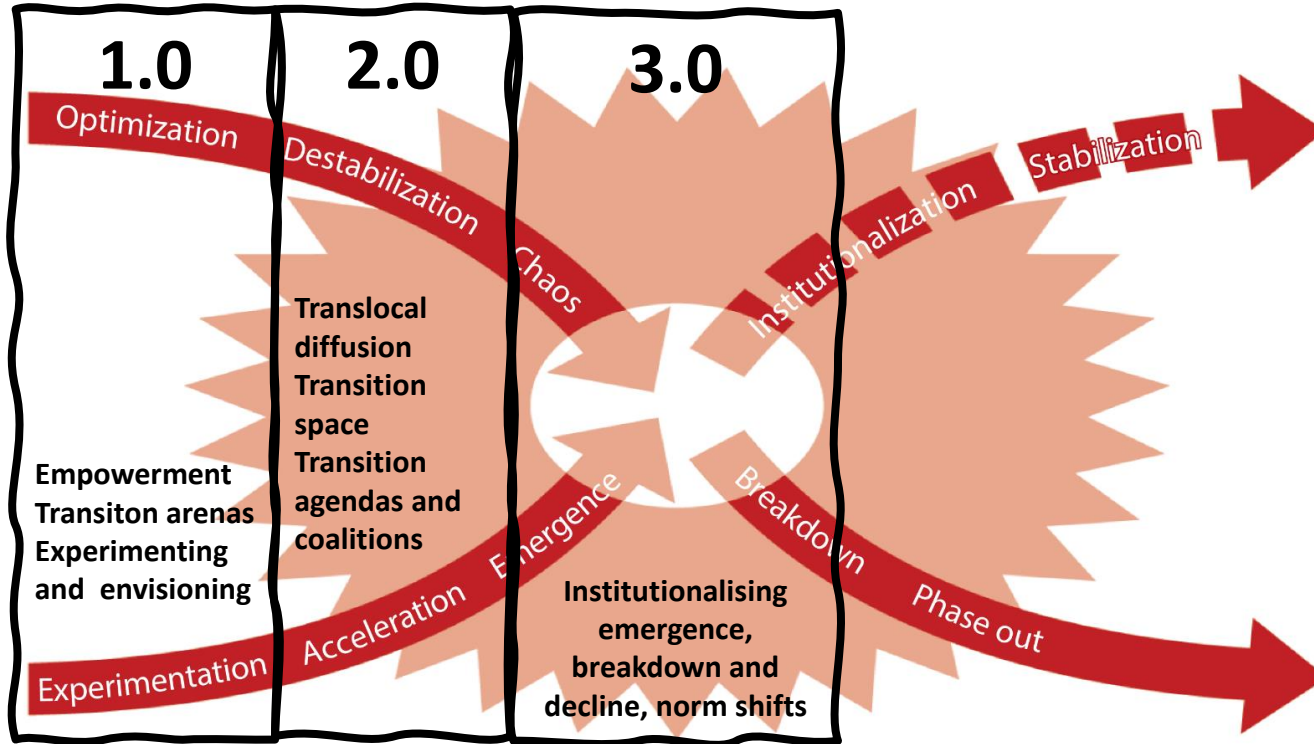 1.0
2.0
3.0
Optimization
Destabilization
Chaos
Institutionalization
Stabilization
Translocal
diffusion
Transition
space
Transition
agendas and
coalitions
Empowerment
Transiton arenas
Experimenting
and envisioning
Experimentation
Acceleration
Emergence
Breakdown
Phase out
Institutionalising
emergence,
breakdown and
decline, norm shifts